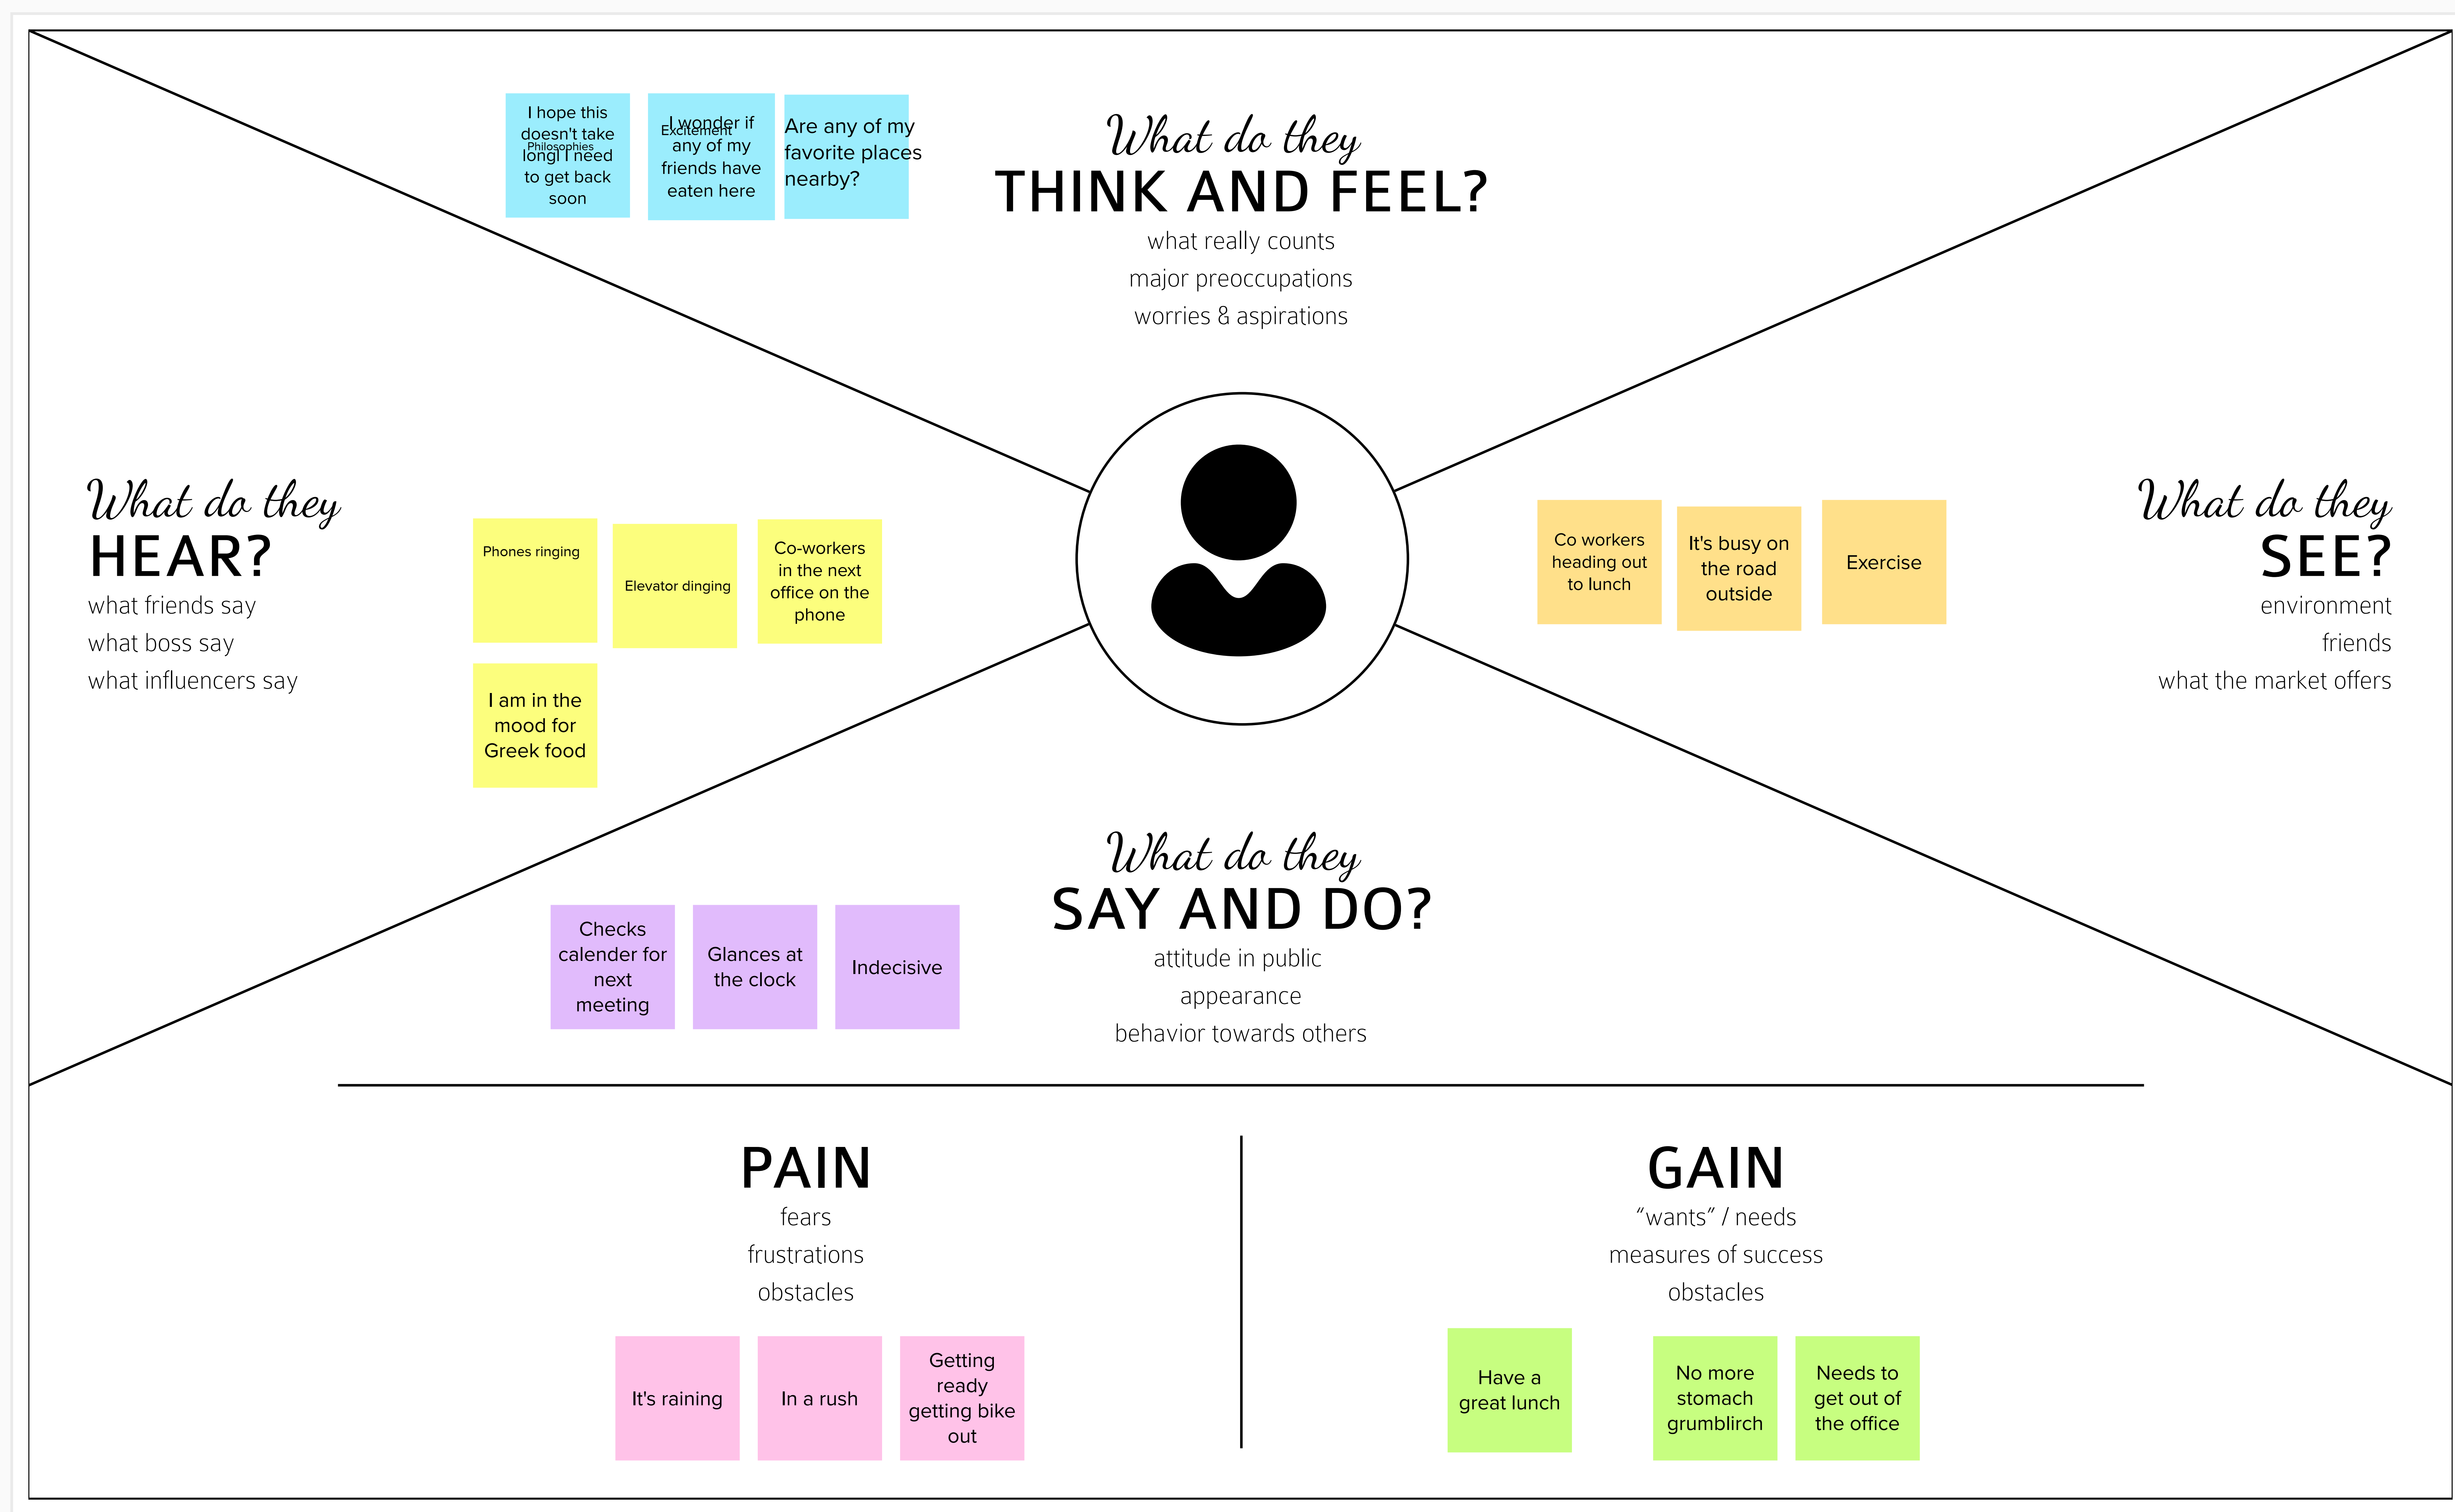 I hope this
doesn't take
Philosophies
long! I need
to get back
soon
I wonder if
Excitement
any of my
friends have
eaten here
Are any of my
favorite places
nearby?
What do they
THINK AND FEEL?
what really counts
major preoccupations
worries & aspirations
What do they
HEAR?
what friends say
what boss say
what influencers say
Phones ringing
Elevator dinging
Co-workers
in the next
office on the
phone
I am in the
mood for
Greek food
Co workers
heading out
to lunch
It's busy on
the road
outside
Exercise
What do they
SEE?
environment
friends
what the market offers
What do they
SAY AND DO?
attitude in public
appearance
behavior towards others
Checks
calender for
next
meeting
Glances at
the clock
Indecisive
PAIN
fears
frustrations
obstacles
It's raining
In a rush
Getting
ready
getting bike
out
GAIN
“wants” / needs
measures of success
obstacles
Have a
great lunch
No more
stomach
grumblirch
Needs to
get out of
the office